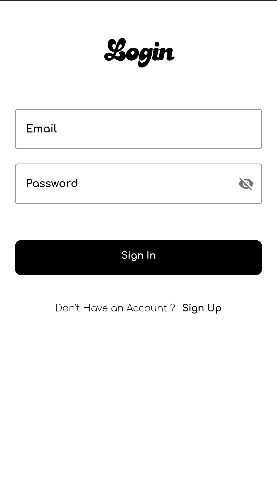 Login
Email
Password
Sign In
Don't Have an Account ? Sign Up